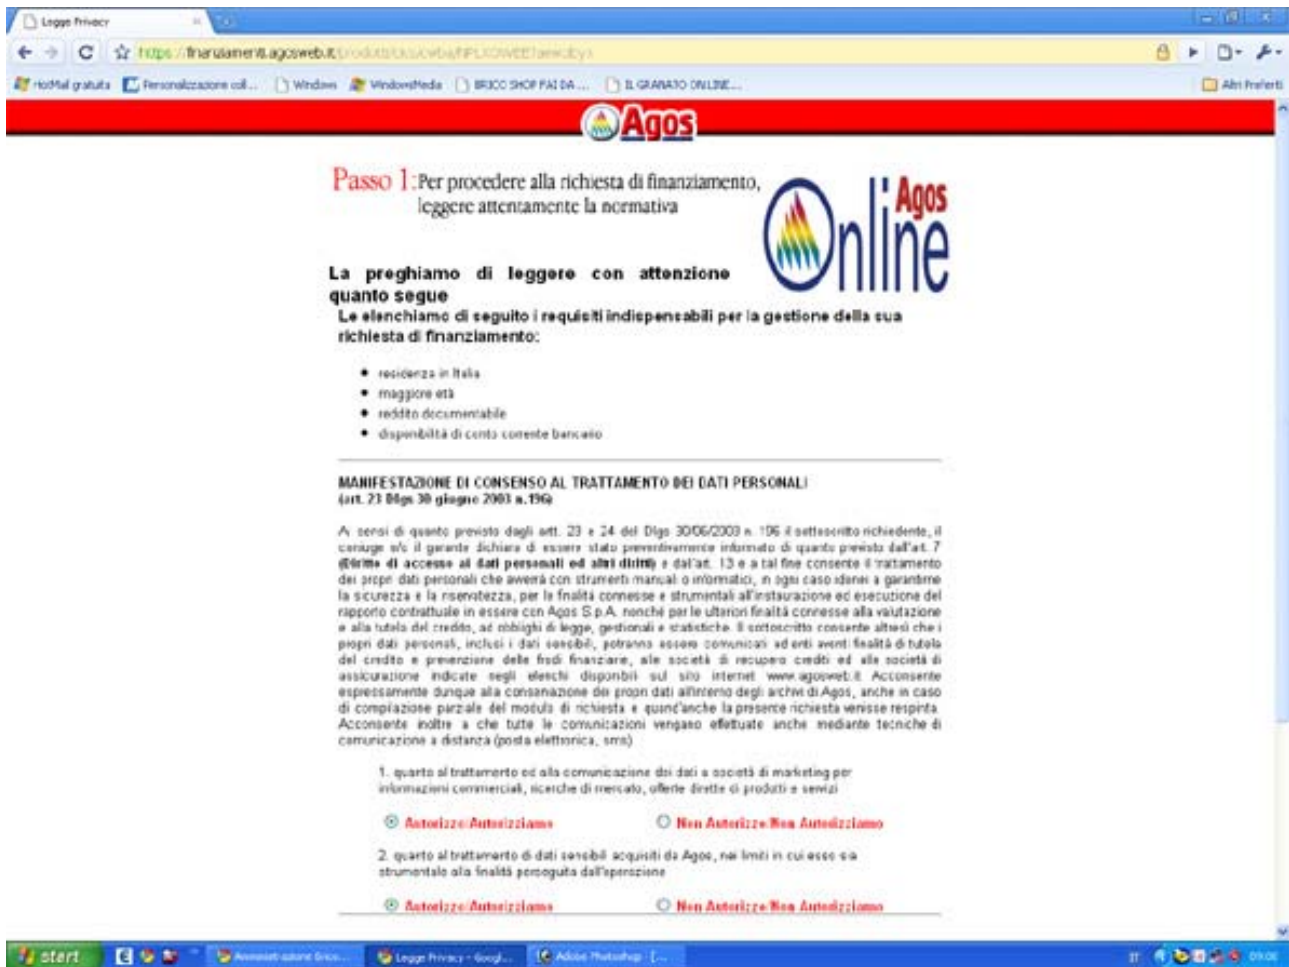 Legge Privacy
https://finanziamenti.agosweb.it/
HotMail gratuita Personalizzazione coll... Windows WindowsMedia BRICO SHOP FAI DA ... IL GRANATO ONLINE... Altri Preferiti
Agos
Passo 1: Per procedere alla richiesta di finanziamento,
leggere attentamente la normativa
Agos
Online
La preghiamo di leggere con attenzione
quanto segue
Le elenchiamo di seguito i requisiti indispensabili per la gestione della sua
richiesta di finanziamento:
residenza in Italia
maggiore età
reddito documentabile
disponibilità di conto corrente bancario
MANIFESTAZIONE DI CONSENSO AL TRATTAMENTO DEI DATI PERSONALI
(art. 23 Dlgs 30 giugno 2003 n.196)
Ai sensi di quanto previsto dagli artt. 23 e 24 del Dlgs 30/06/2003 n. 196 il sottoscritto richiedente, il
coniuge e/o il garante dichiara di essere stato preventivamente informato di quanto previsto dall'art. 7
(Diritto di accesso ai dati personali ed altri diritti) e dall'art. 13 e a tal fine consente il trattamento
dei propri dati personali che avverrà con strumenti manuali o informatici, in ogni caso idonei a garantirne
la sicurezza e la riservatezza, per le finalità connesse e strumentali all'instaurazione ed esecuzione del
rapporto contrattuale in essere con Agos S.p.A. nonché per le ulteriori finalità connesse alla valutazione
e alla tutela del credito, ad obblighi di legge, gestionali e statistiche. Il sottoscritto consente altresì che i
propri dati personali, inclusi i dati sensibili, potranno essere comunicati ad enti aventi finalità di tutela
del credito e prevenzione delle frodi finanziarie, alle società di recupero crediti ed alle società di
assicurazione indicate negli elenchi disponibili sul sito internet www.agosweb.it. Acconsente
espressamente dunque alla conservazione dei propri dati all'interno degli archivi di Agos, anche in caso
di compilazione parziale del modulo di richiesta e quand'anche la presente richiesta venisse respinta.
Acconsente inoltre a che tutte le comunicazioni vengano effettuate anche mediante tecniche di
comunicazione a distanza (posta elettronica, sms)
1. quanto al trattamento ed alla comunicazione dei dati a società di marketing per
informazioni commerciali, ricerche di mercato, offerte dirette di prodotti e servizi
Autorizzo/Autorizziamo Non Autorizzo/Non Autorizziamo
2. quanto al trattamento di dati sensibili acquisiti da Agos, nei limiti in cui esso sia
strumentale alla finalità perseguita dall'operazione
Autorizzo/Autorizziamo Non Autorizzo/Non Autorizziamo
start Legge Privacy - Googl... Adobe Photoshop - [... IT 09.06